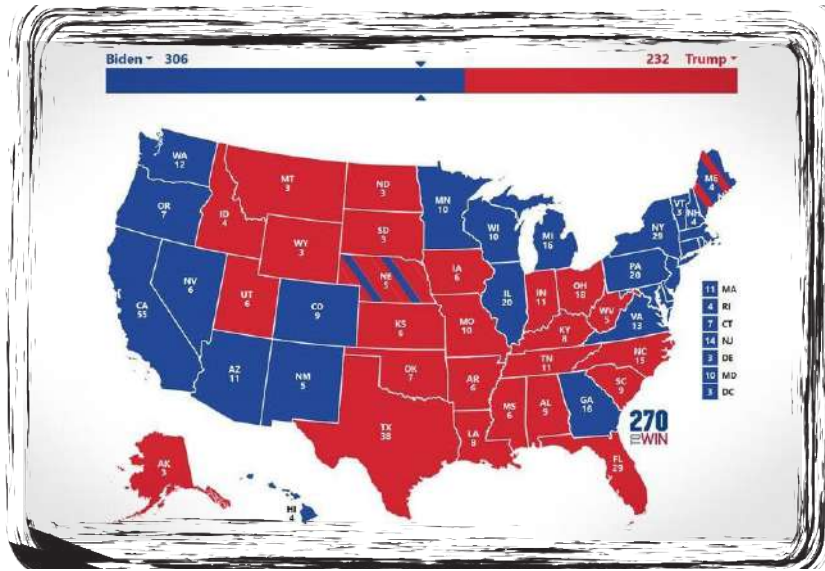 Biden 306
232 Trump
WA
12
OR
7
CA
55
NV
6
ID
4
MT
3
WY
3
UT
6
AZ
11
CO
9
NM
5
ND
3
SD
3
NE
5
KS
6
OK
7
TX
38
MN
10
IA
6
MO
10
AR
6
LA
8
WI
10
IL
20
MI
16
IN
11
OH
18
KY
8
TN
11
MS
6
AL
9
GA
16
FL
29
SC
9
NC
15
VA
13
WV
5
PA
20
NY
29
VT
3
NH
4
ME
4
11 MA
4 RI
7 CT
14 NJ
3 DE
10 MD
3 DC
AK
3
HI
4
270
TO WIN